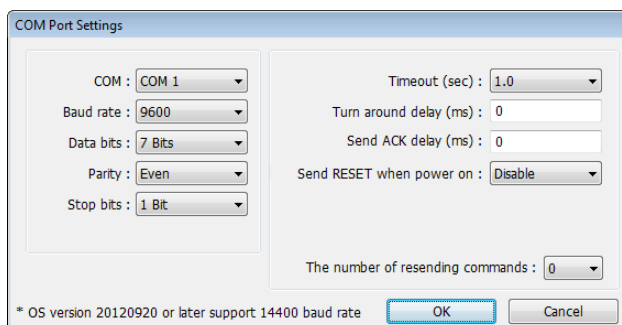 COM Port Settings
COM : COM 1
Baud rate : 9600
Data bits : 7 Bits
Parity : Even
Stop bits : 1 Bit
Timeout (sec) : 1.0
Turn around delay (ms) : 0
Send ACK delay (ms) : 0
Send RESET when power on : Disable
The number of resending commands : 0
* OS version 20120920 or later support 14400 baud rate
OK
Cancel